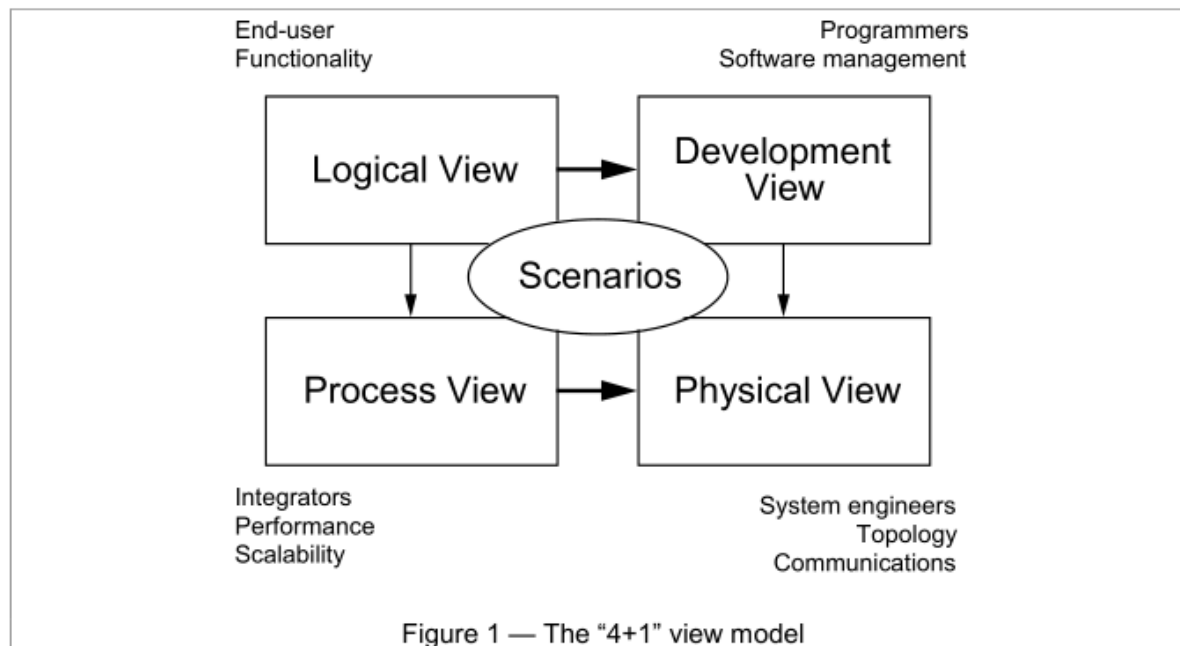 End-user
Functionality
Programmers
Software management
Logical View
Development
View
Scenarios
Process View
Physical View
Integrators
Performance
Scalability
System engineers
Topology
Communications
Figure 1 — The “4+1” view model